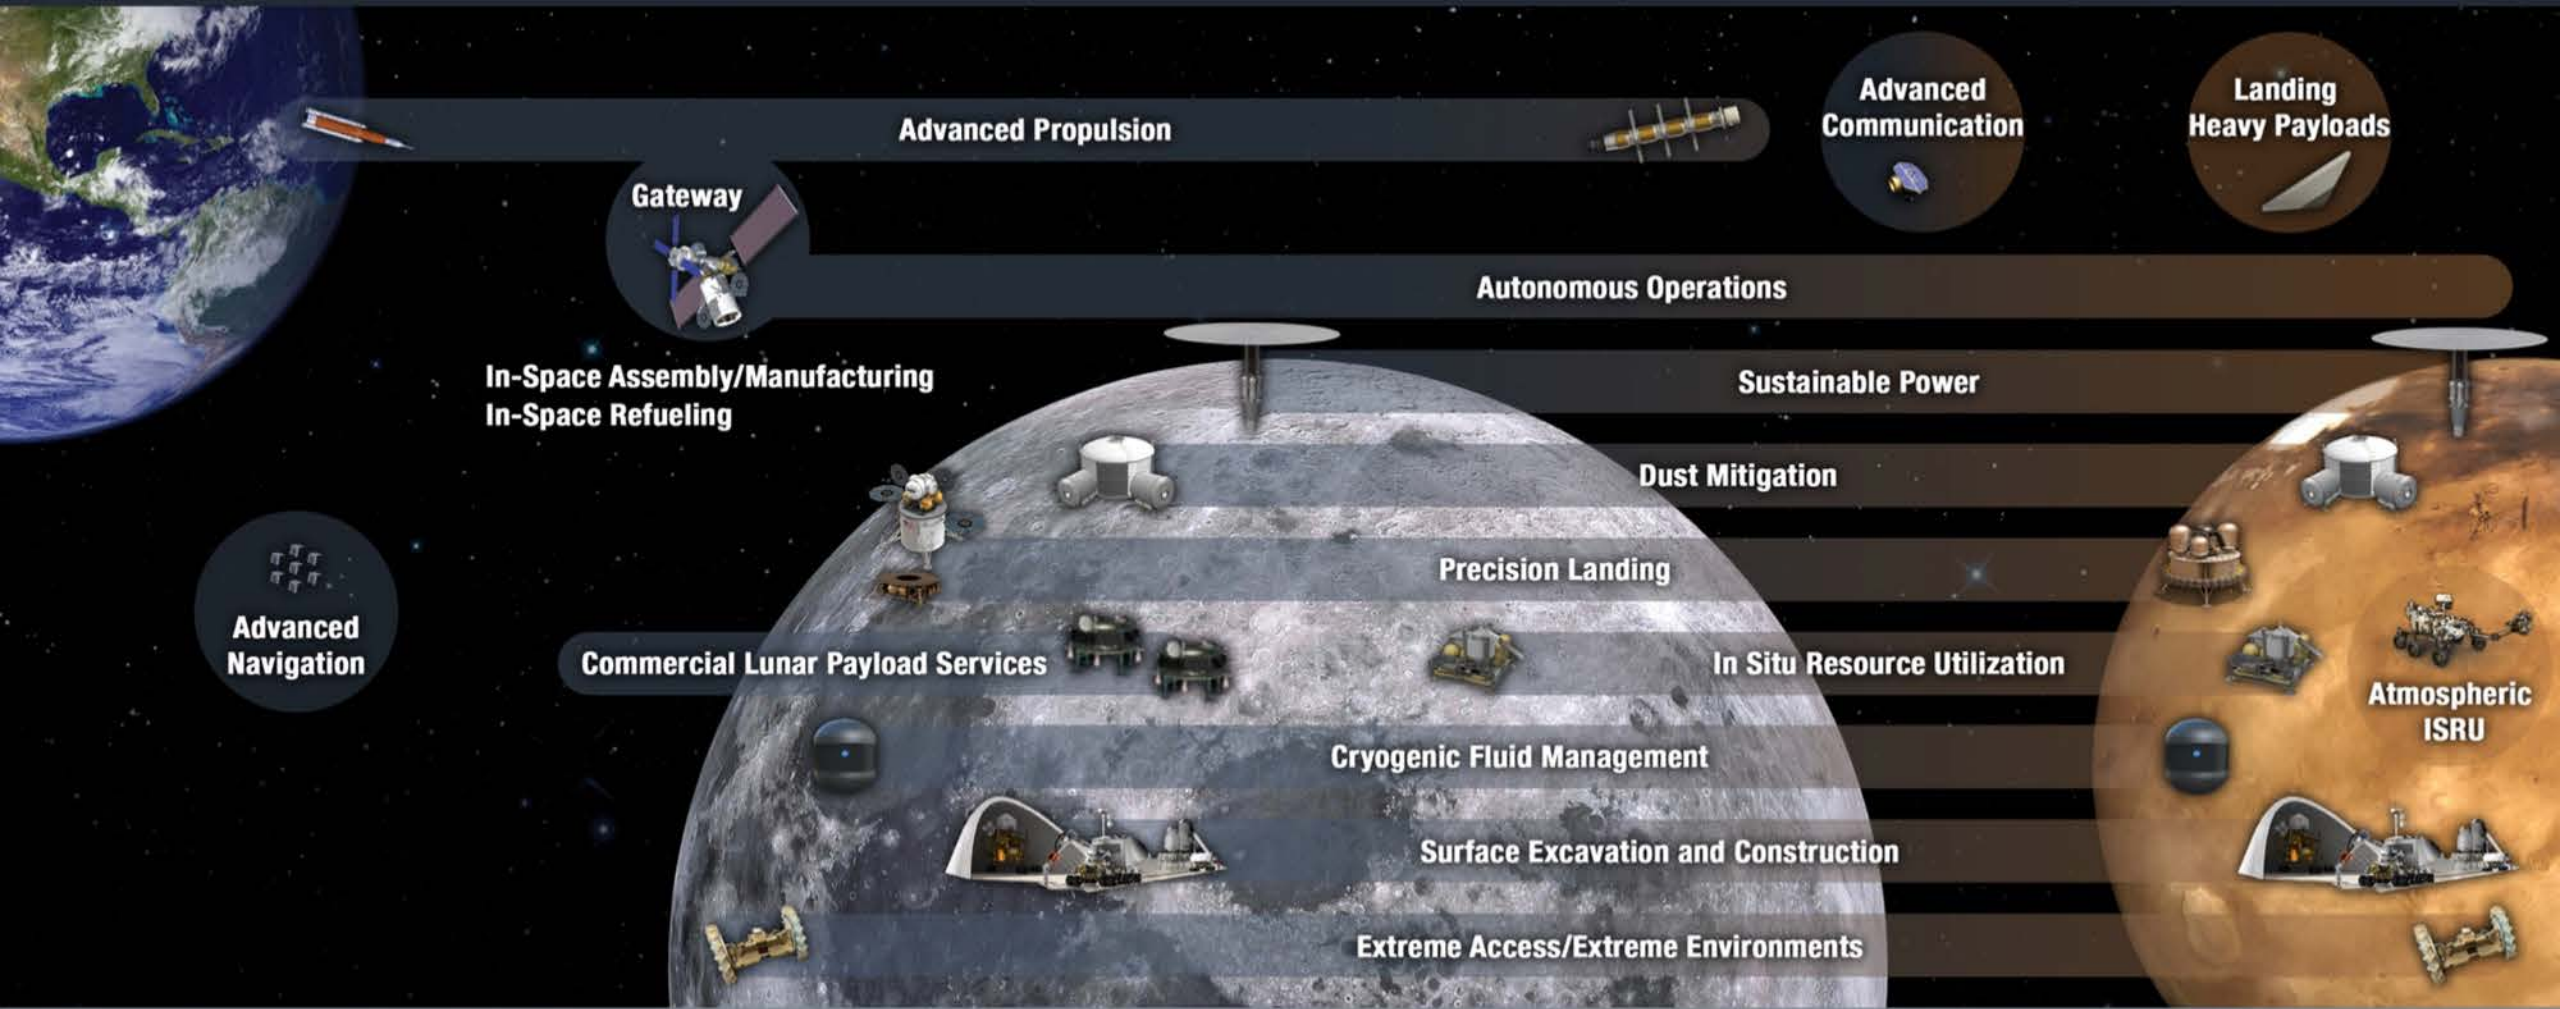 Advanced Propulsion
Advanced
Communication
Landing
Heavy Payloads
Gateway
Autonomous Operations
In-Space Assembly/Manufacturing
In-Space Refueling
Sustainable Power
Dust Mitigation
Precision Landing
Advanced
Navigation
Commercial Lunar Payload Services
In Situ Resource Utilization
Atmospheric
ISRU
Cryogenic Fluid Management
Surface Excavation and Construction
Extreme Access/Extreme Environments